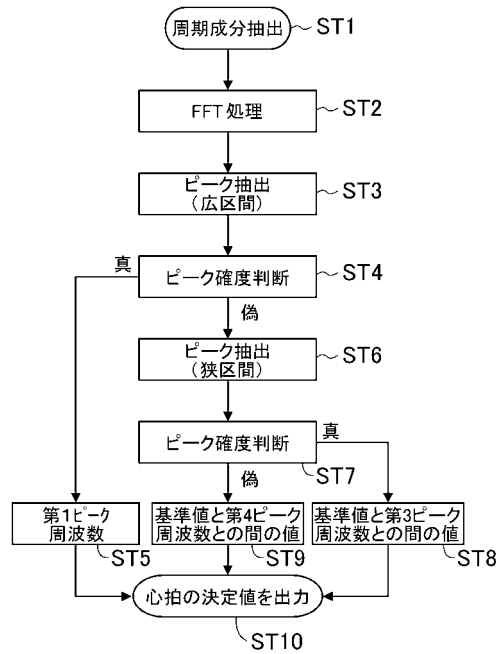 周期成分抽出
ST1
FFT処理
ST2
ピーク抽出
(広区間)
ST3
真
ピーク確度判断
ST4
偽
ピーク抽出
(狭区間)
ST6
ピーク確度判断
真
ST7
偽
第1ピーク
周波数
ST5
基準値と第4ピーク
周波数との間の値
ST9
基準値と第3ピーク
周波数との間の値
ST8
心拍の決定値を出力
ST10